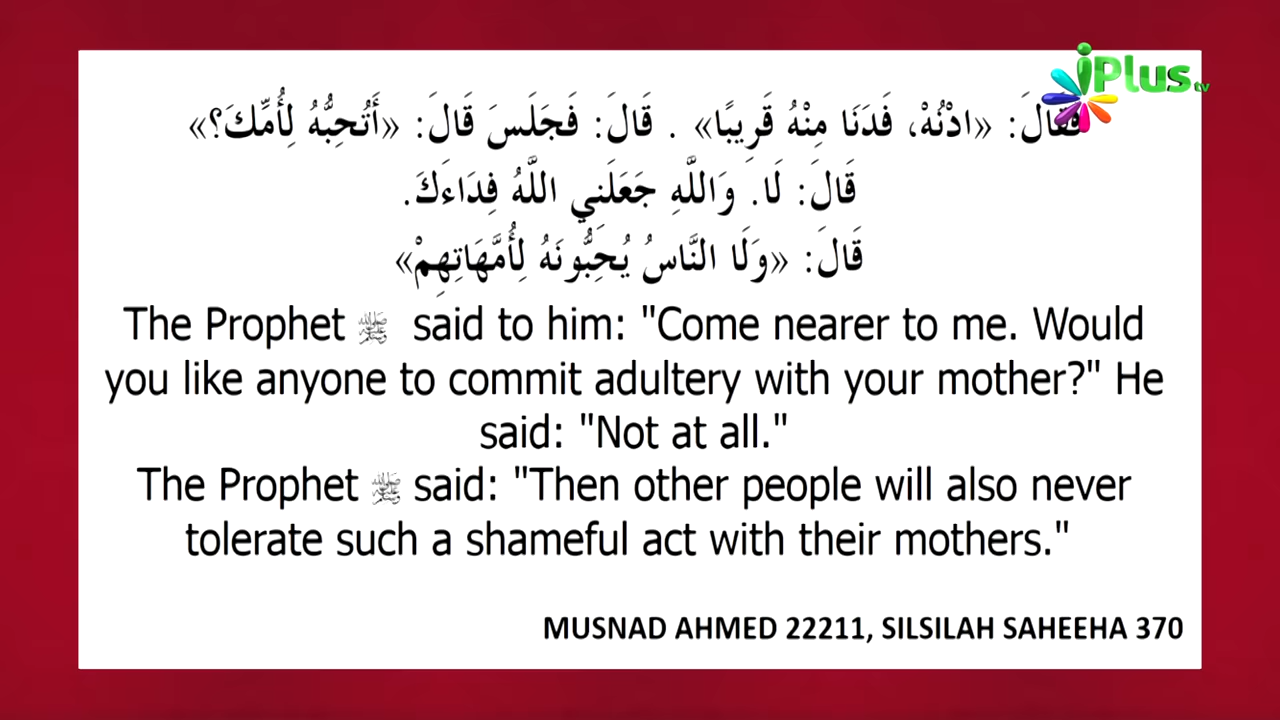 iPlus tv
فَقَالَ: «ادْنُهْ، فَدَنَا مِنْهُ قَرِيبًا» . قَالَ: فَجَلَسَ قَالَ: «أَتُحِبُّهُ لِأُمِّكَ؟»
قَالَ: لَا. وَاللَّهِ جَعَلَنِي اللَّهُ فِدَاءَكَ.
قَالَ: «وَلَا النَّاسُ يُحِبُّونَهُ لِأُمَّهَاتِهِمْ»
The Prophet ﷺ said to him: "Come nearer to me. Would
you like anyone to commit adultery with your mother?" He
said: "Not at all."
The Prophet ﷺ said: "Then other people will also never
tolerate such a shameful act with their mothers."
MUSNAD AHMED 22211, SILSILAH SAHEEHA 370